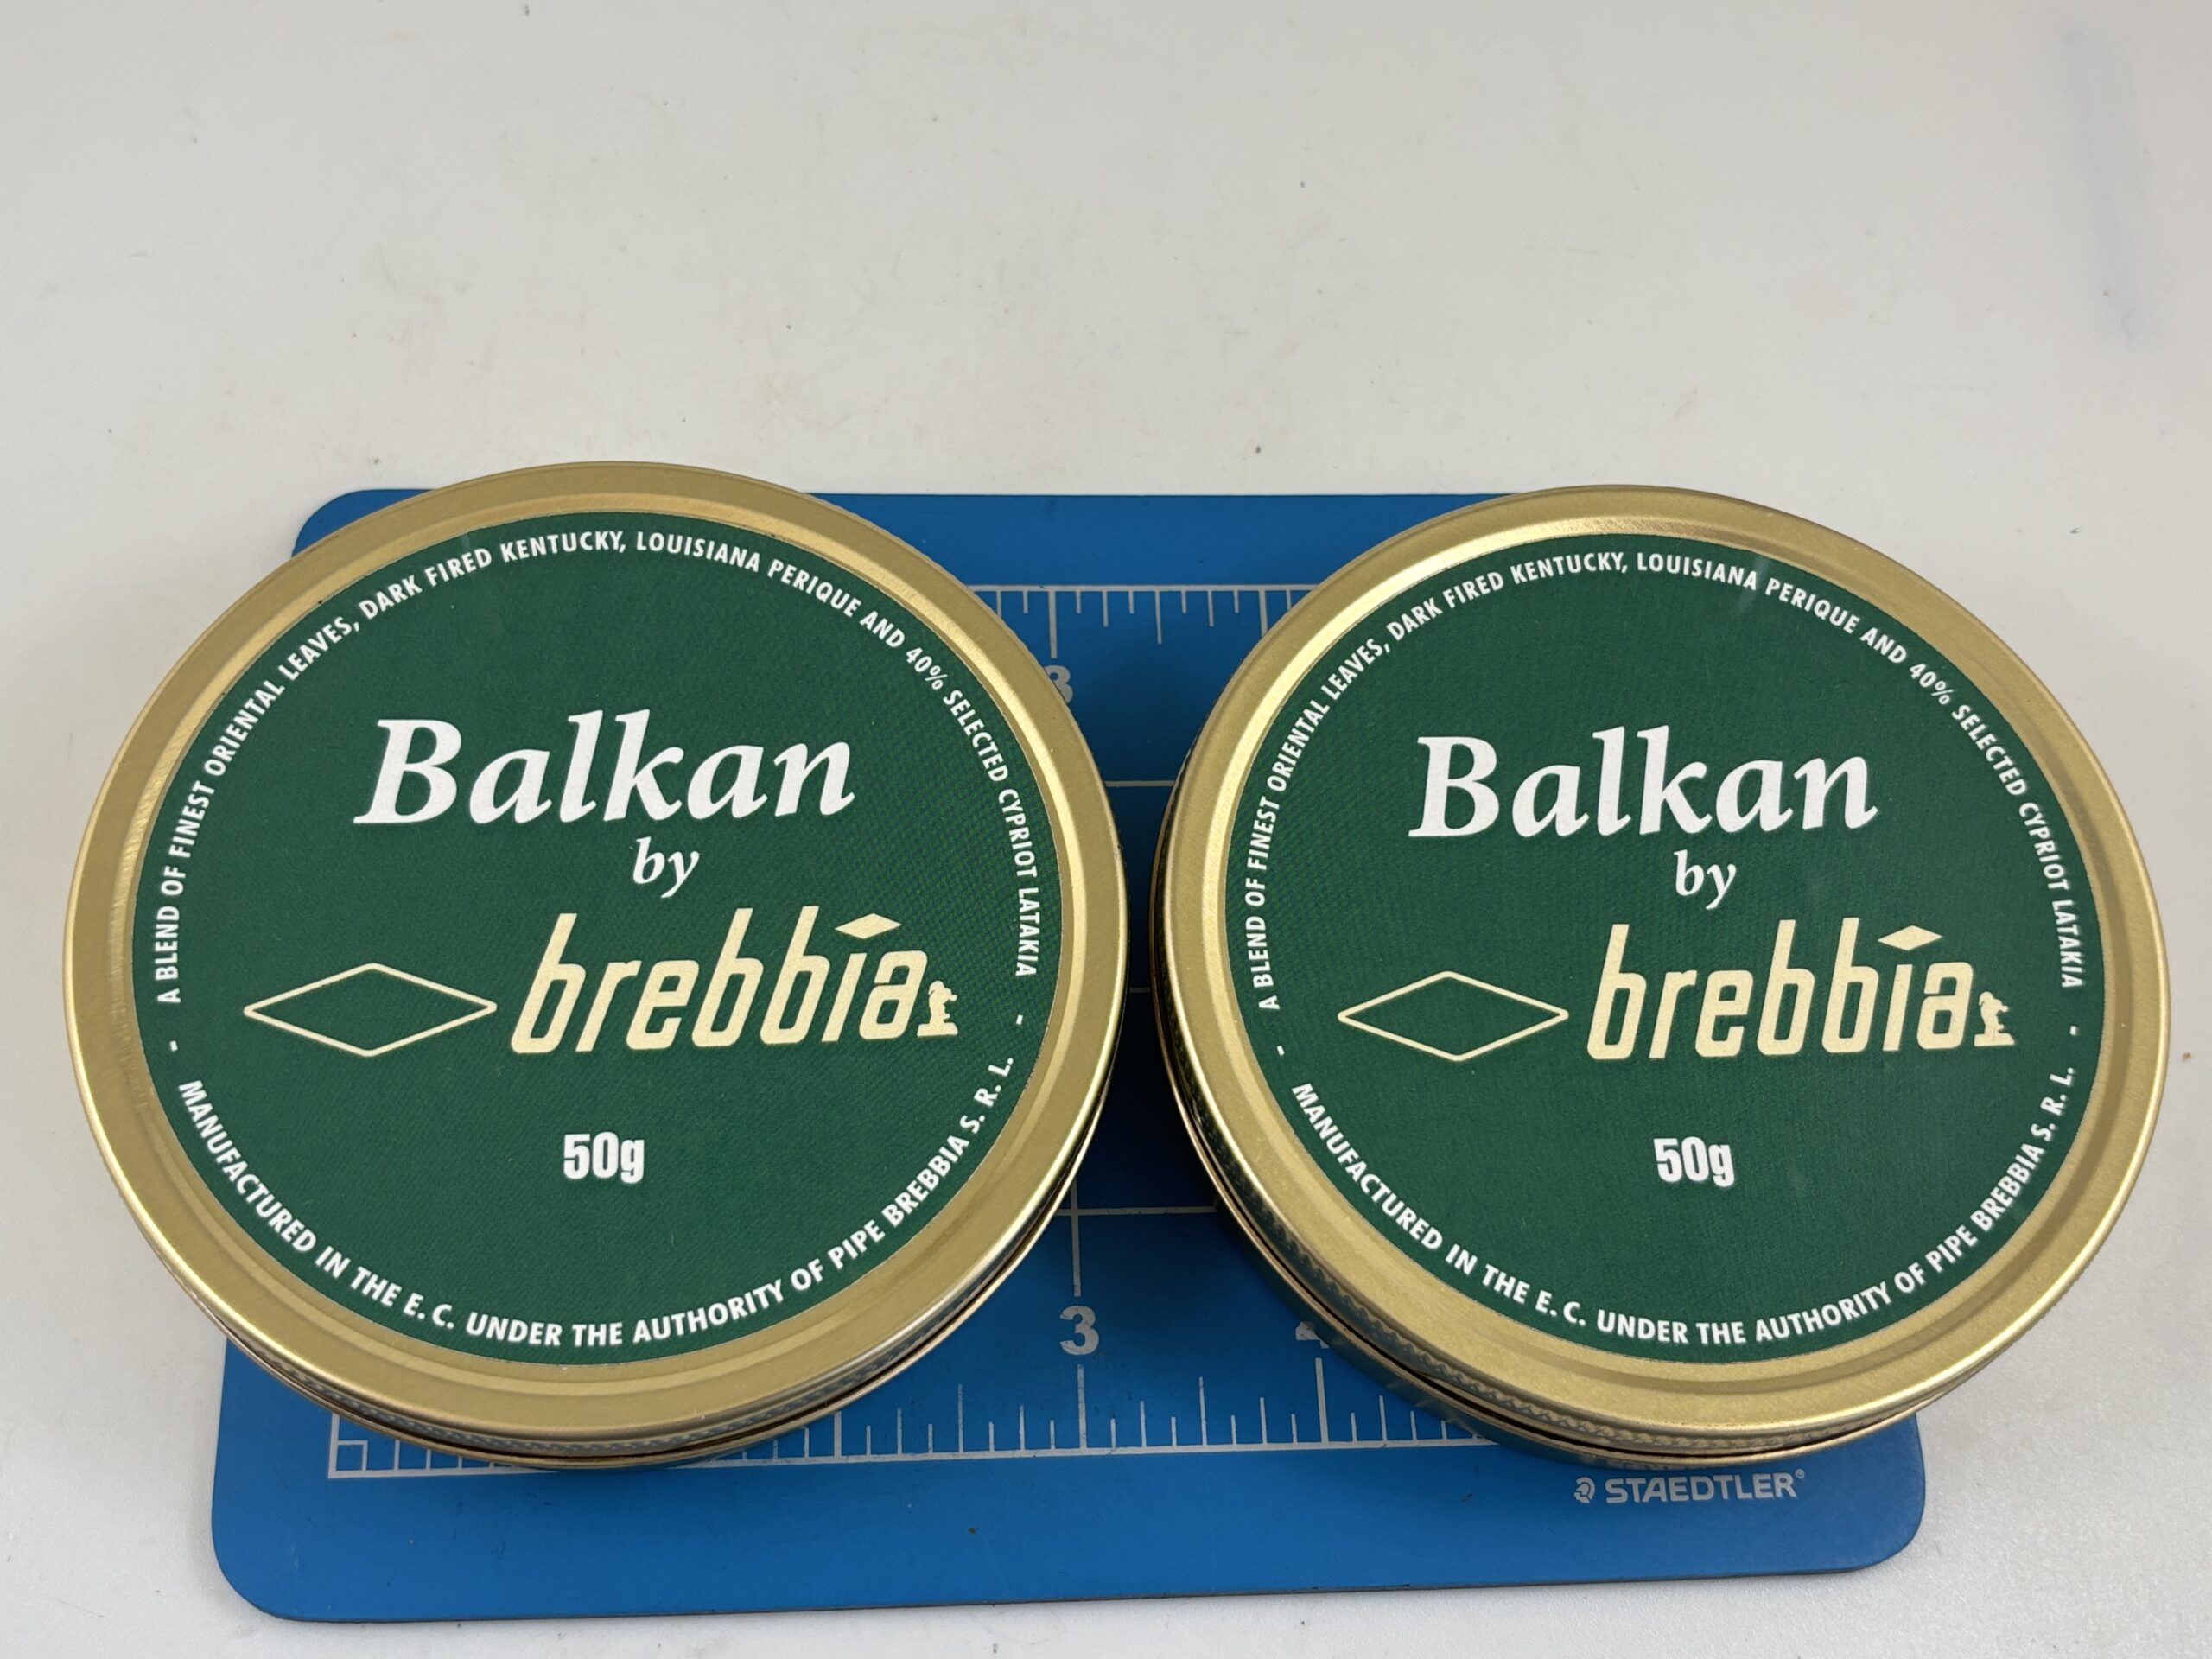 A BLEND OF FINEST ORIENTAL LEAVES, DARK FIRED KENTUCKY, LOUISIANA PERIQUE AND 40% SELECTED CYPRIOT LATAKIA
Balkan
by
brebbia
50g
- MANUFACTURED IN THE E. C. UNDER THE AUTHORITY OF PIPE BREBBIA S. R. L. -
A BLEND OF FINEST ORIENTAL LEAVES, DARK FIRED KENTUCKY, LOUISIANA PERIQUE AND 40% SELECTED CYPRIOT LATAKIA
Balkan
by
brebbia
50g
- MANUFACTURED IN THE E. C. UNDER THE AUTHORITY OF PIPE BREBBIA S. R. L. -
3
STAEDTLER®